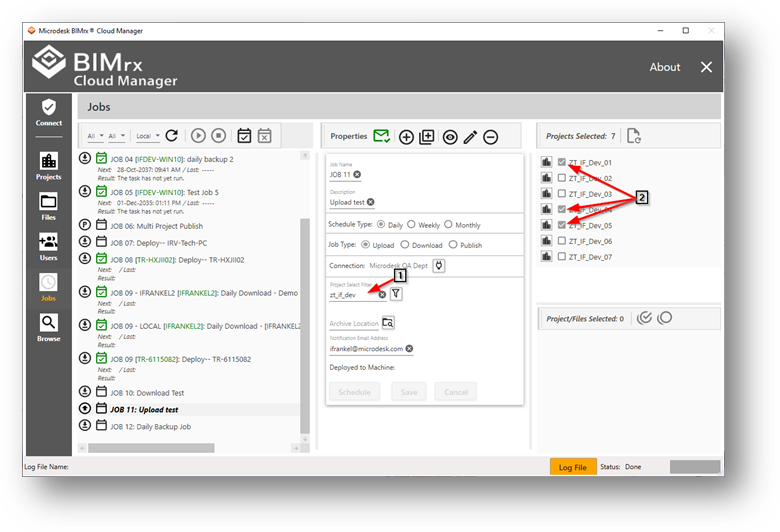 Microdesk BIMrx® Cloud Manager
BIMrx
Cloud Manager
About
Jobs
Connect
Projects
Files
Users
Jobs
Browse
All All Local
JOB 04 [IFDEV-WIN10]: daily backup 2
Next: 28-Oct-2037: 09:41 AM / Last: -----
Result: The task has not yet run.
JOB 05 [IFDEV-WIN10]: Test Job 5
Next: 01-Dec-2035: 01:11 PM / Last: -----
Result: The task has not yet run.
JOB 06: Multi Project Publish
JOB 07: Deploy-- IRV-Tech-PC
JOB 08 [TR-HXJII02]: Deploy-- TR-HXJII02
Next: / Last:
Result:
JOB 09 - IFRANKEL2 [IFRANKEL2]: Daily Download - Demo
Next: / Last:
Result:
JOB 09 - LOCAL [IFRANKEL2]: Daily Download - [IFRANKEL2
Next: / Last:
Result:
JOB 09 [TR-6115082]: Deploy-- TR-6115082
Next: / Last:
Result:
JOB 10: Download Test
JOB 11: Upload test
JOB 12: Daily Backup Job
Properties
Job Name
JOB 11
Description
Upload test
Schedule Type: Daily Weekly Monthly
Job Type: Upload Download Publish
Connection: Microdesk QA Dept
1
Project Select Filter
zt_if_dev
Archive Location
Notification Email Address
ifrankel@microdesk.com
Deployed to Machine:
Schedule Save Cancel
Projects Selected: 7
ZT_IF_Dev_01
ZT_IF_Dev_02
ZT_IF_Dev_03
2
ZT_IF_Dev_04
ZT_IF_Dev_05
ZT_IF_Dev_06
ZT_IF_Dev_07
Project/Files Selected: 0
Log File Name:
Log File
Status: Done